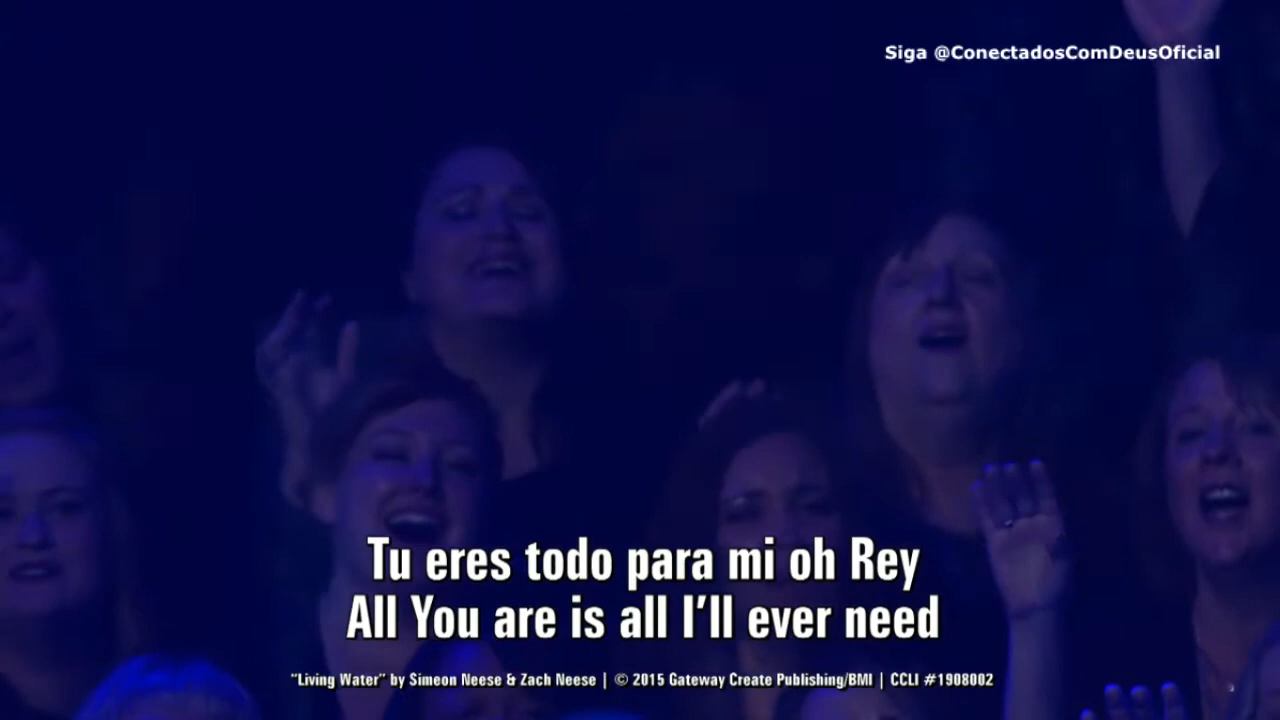 Siga @ConectadosComDeusOficial
Tu eres todo para mi oh Rey
All You are is all I'll ever need
"Living Water" by Simeon Neese & Zach Neese | © 2015 Gateway Create Publishing/BMI | CCLI #1908002